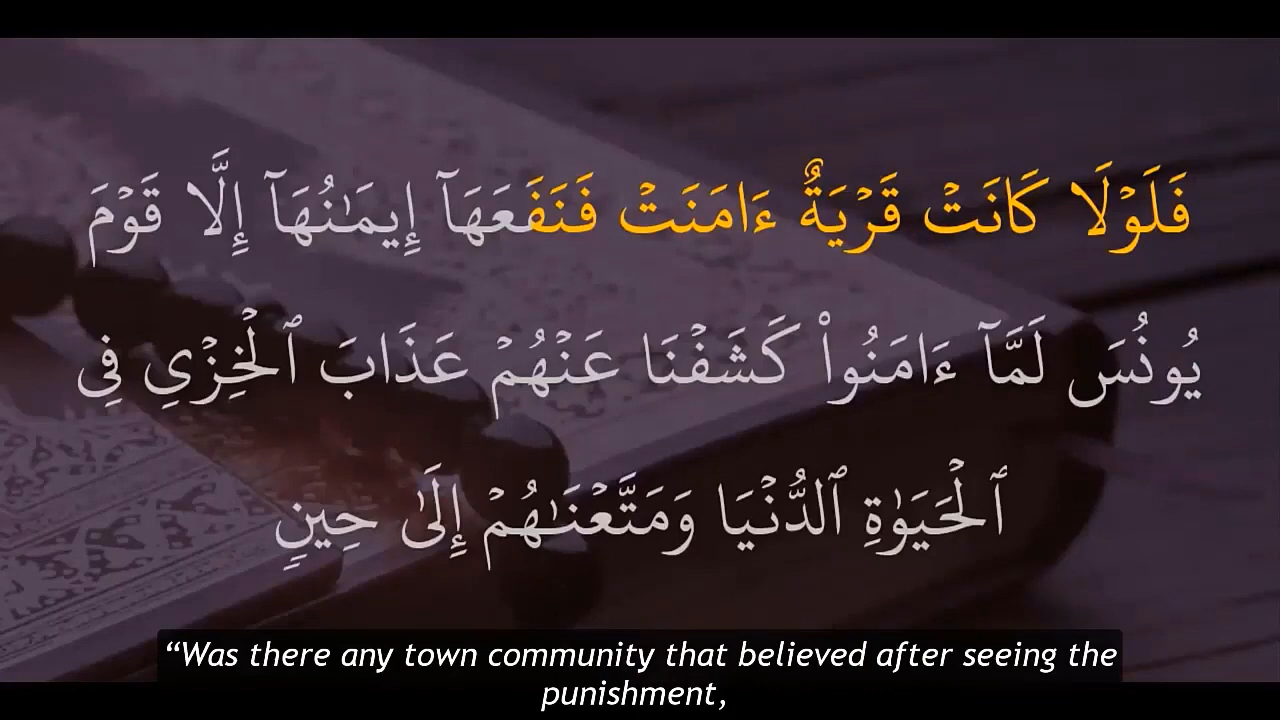 فَلَوْلَا كَانَتْ قَرْيَةٌ ءَامَنَتْ فَنَفَعَهَآ إِيمَـٰنُهَآ إِلَّا قَوْمَ
يُونُسَ لَمَّآ ءَامَنُوا۟ كَشَفْنَا عَنْهُمْ عَذَابَ ٱلْخِزْىِ فِى
ٱلْحَيَوٰةِ ٱلدُّنْيَا وَمَتَّعْنَـٰهُمْ إِلَىٰ حِينٍ
“Was there any town community that believed after seeing the
punishment,